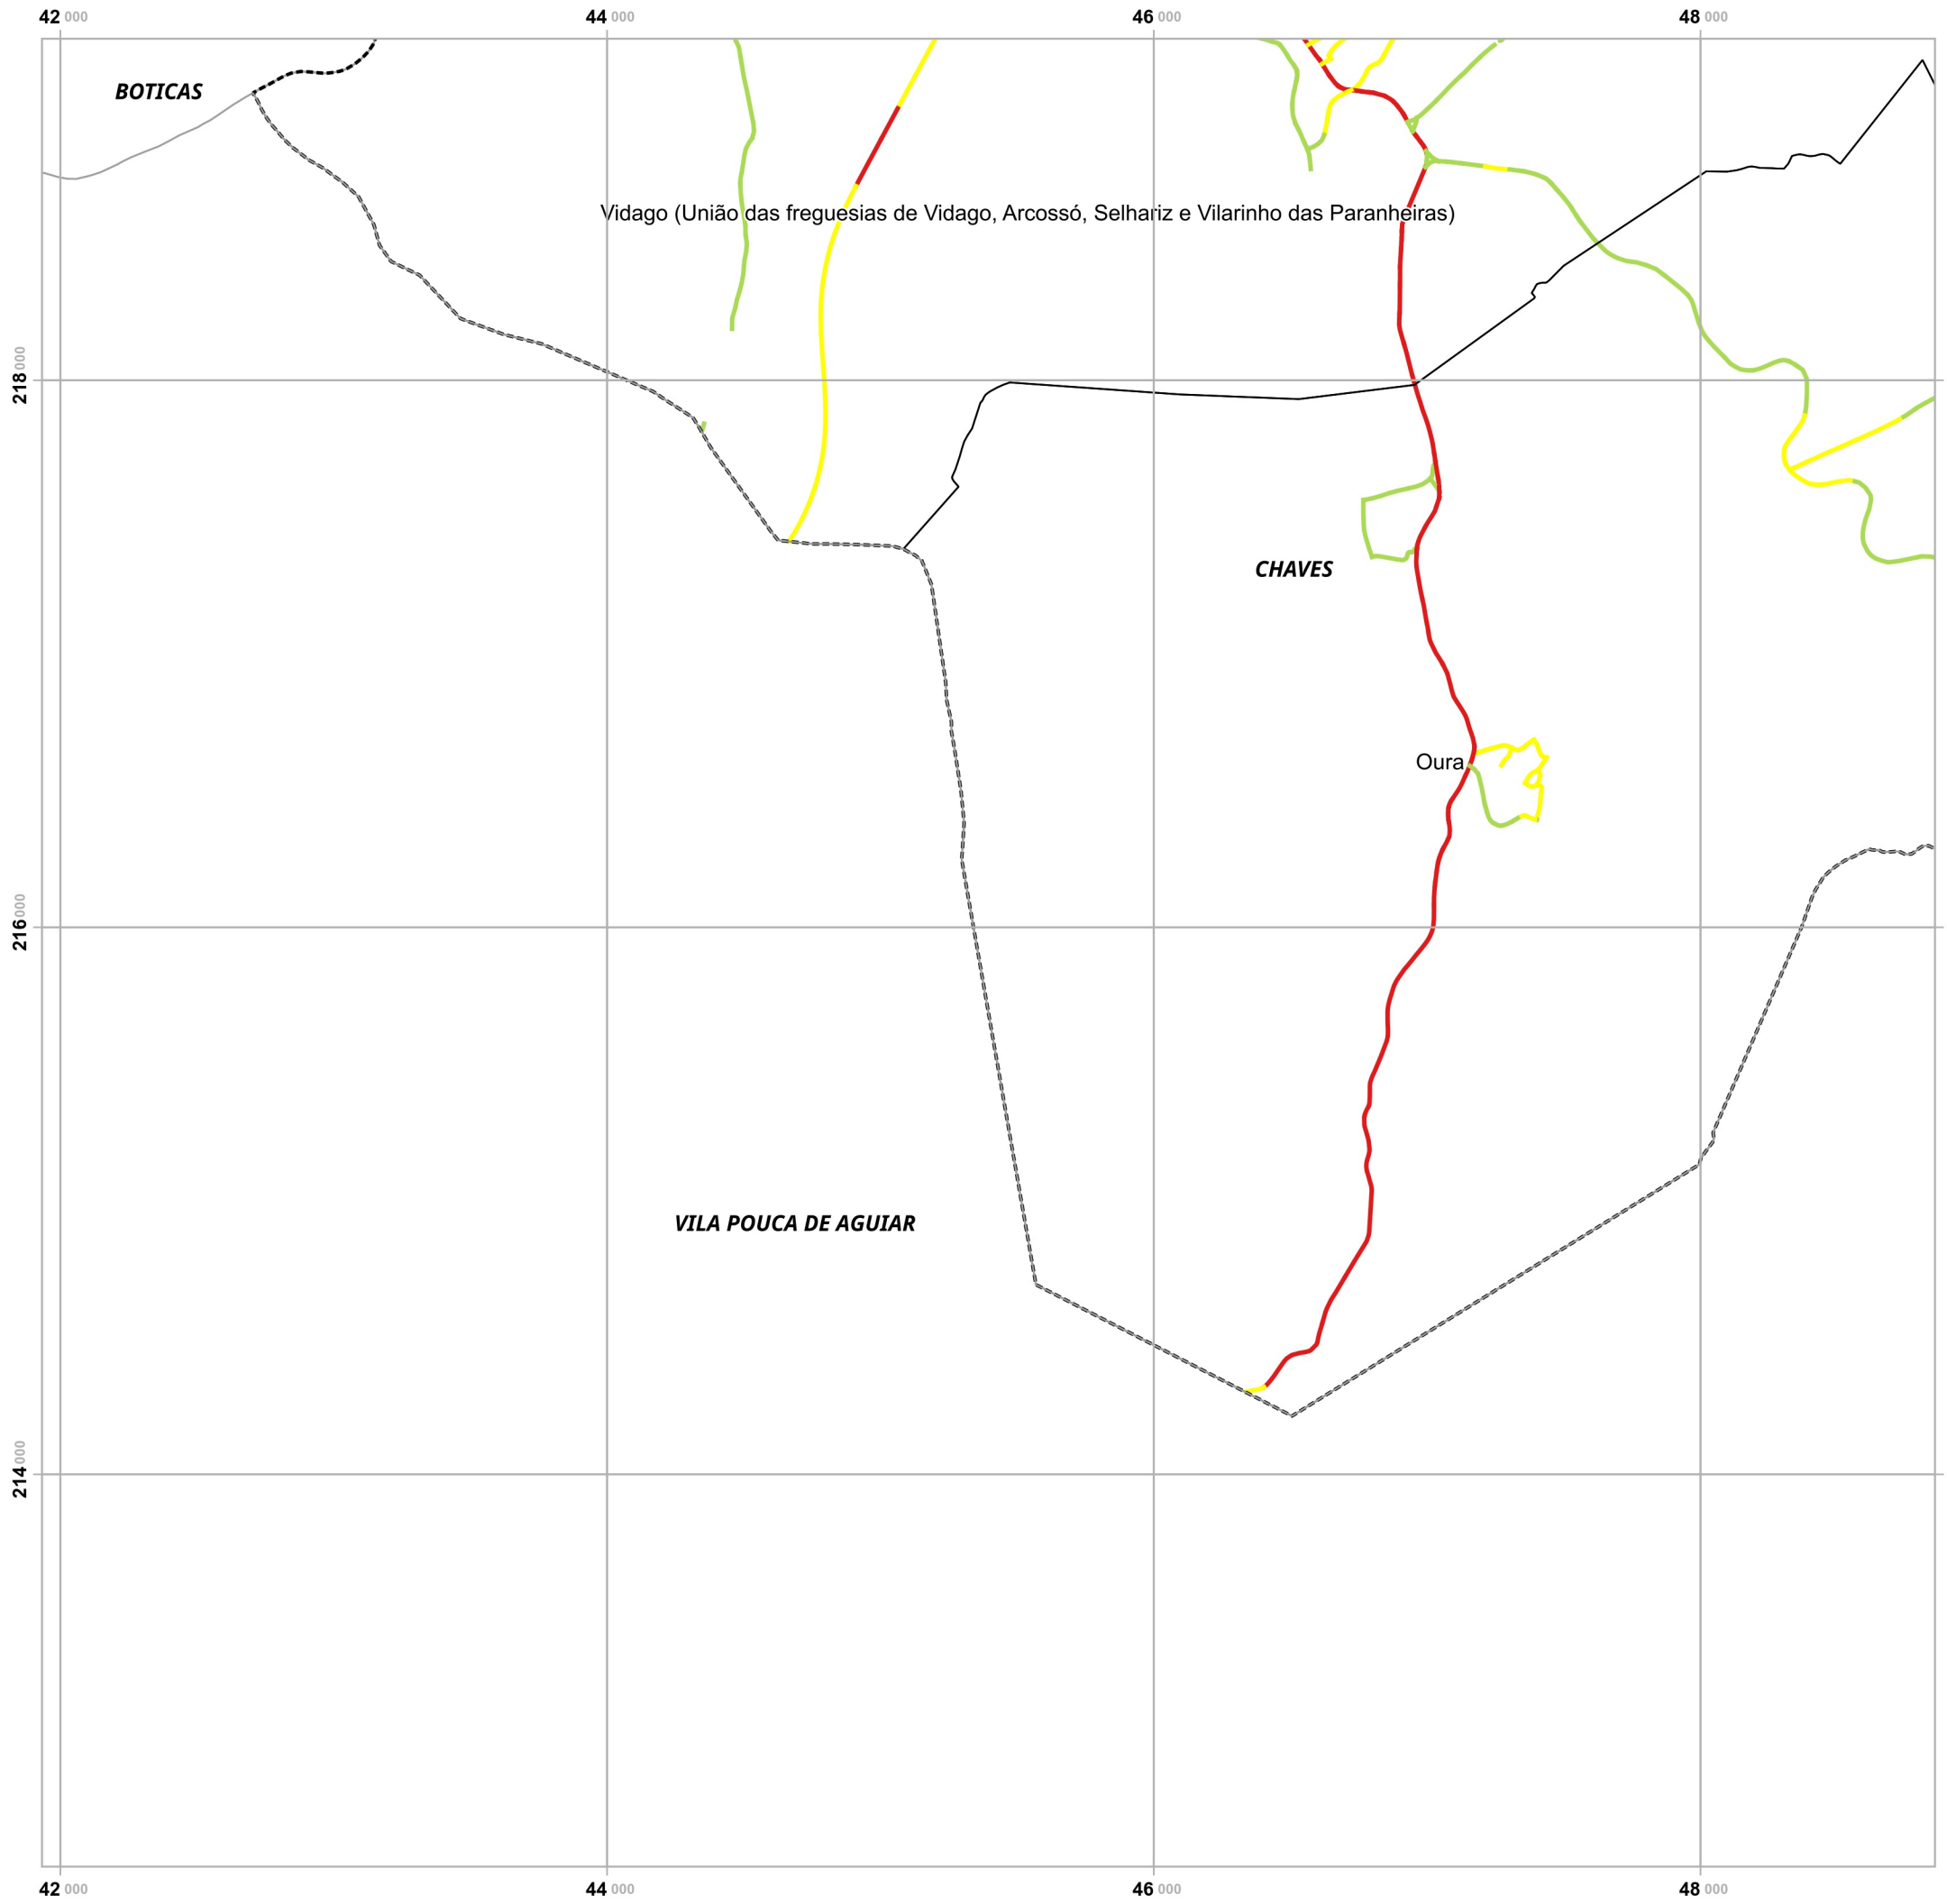 42 000 44 000 46 000 48 000
BOTICAS
Vidago (União das freguesias de Vidago, Arcossó, Selhariz e Vilarinho das Paranheiras)
218 000
CHAVES
Oura
216 000
VILA POUCA DE AGUIAR
214 000
42 000 44 000 46 000 48 000